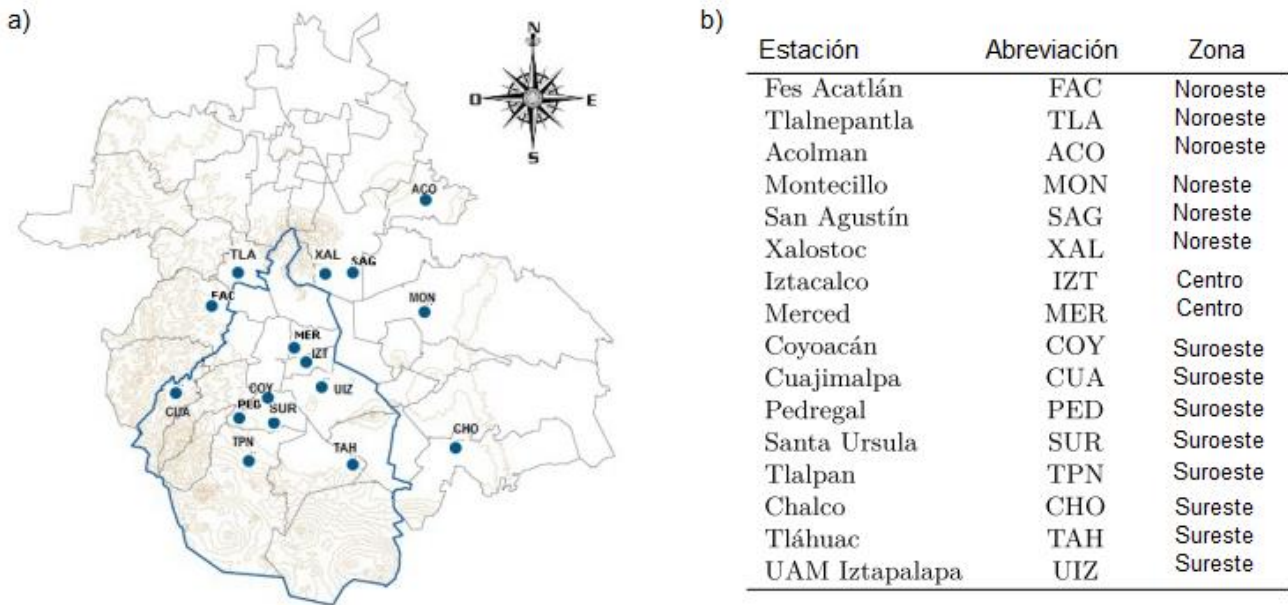 a)
N
O
E
S
ACO
TLA
XAL
SAG
FAC
MON
MER
IZT
UIZ
COY
CUA
PED
SUR
TPN
TAH
CHO
b)
Estación Abreviación Zona
Fes Acatlán FAC Noroeste
Tlalnepantla TLA Noroeste
Acolman ACO Noroeste
Montecillo MON Noreste
San Agustín SAG Noreste
Xalostoc XAL Noreste
Iztacalco IZT Centro
Merced MER Centro
Coyoacán COY Suroeste
Cuajimalpa CUA Suroeste
Pedregal PED Suroeste
Santa Ursula SUR Suroeste
Tlalpan TPN Suroeste
Chalco CHO Sureste
Tláhuac TAH Sureste
UAM Iztapalapa UIZ Sureste